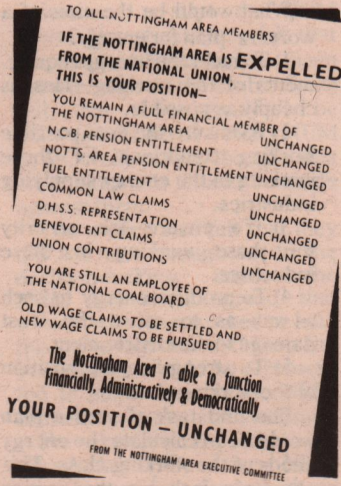 TO ALL NOTTINGHAM AREA MEMBERS
IF THE NOTTINGHAM AREA IS EXPELLED
FROM THE NATIONAL UNION,
THIS IS YOUR POSITION—
YOU REMAIN A FULL FINANCIAL MEMBER OF
THE NOTTINGHAM AREA UNCHANGED
N.C.B. PENSION ENTITLEMENT UNCHANGED
NOTTS. AREA PENSION ENTITLEMENT UNCHANGED
FUEL ENTITLEMENT UNCHANGED
COMMON LAW CLAIMS UNCHANGED
D.H.S.S. REPRESENTATION UNCHANGED
BENEVOLENT CLAIMS UNCHANGED
UNION CONTRIBUTIONS UNCHANGED
YOU ARE STILL AN EMPLOYEE OF
THE NATIONAL COAL BOARD
OLD WAGE CLAIMS TO BE SETTLED AND
NEW WAGE CLAIMS TO BE PURSUED
The Nottingham Area is able to function
Financially, Administratively & Democratically
YOUR POSITION — UNCHANGED
FROM THE NOTTINGHAM AREA EXECUTIVE COMMITTEE